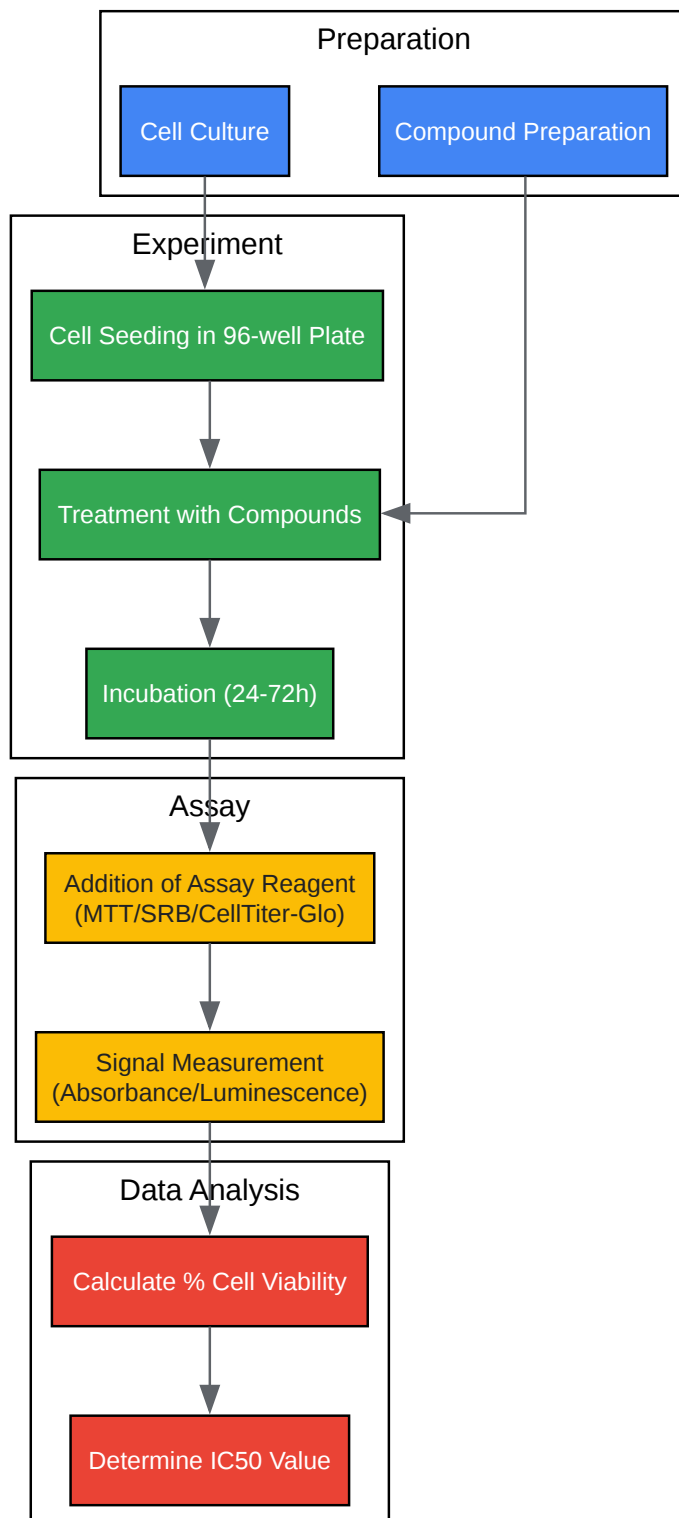 Preparation
Cell Culture
Compound Preparation
Experiment
Cell Seeding in 96-well Plate
Treatment with Compounds
Incubation (24-72h)
Assay
Addition of Assay Reagent
(MTT/SRB/CellTiter-Glo)
Signal Measurement
(Absorbance/Luminescence)
Data Analysis
Calculate % Cell Viability
Determine IC50 Value